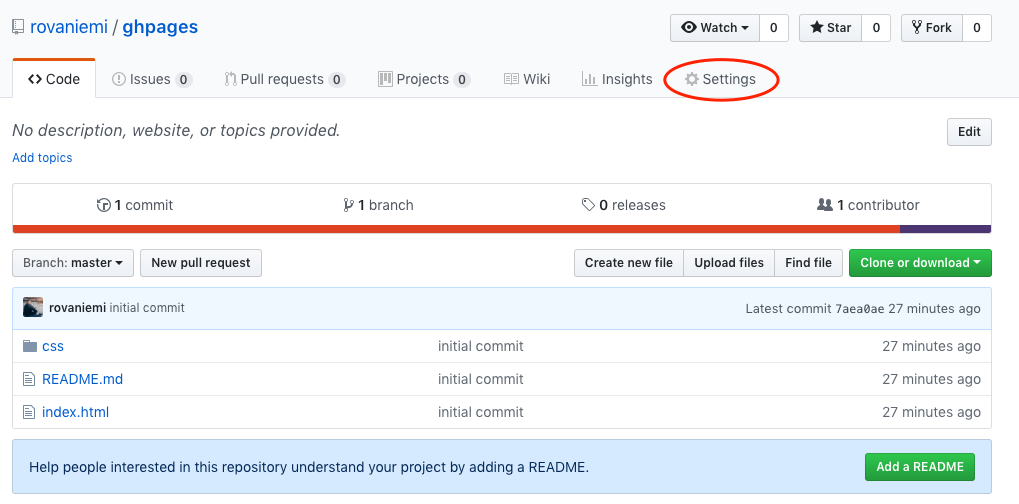 rovaniemi / ghpages
Watch 0 Star 0 Fork 0
Code Issues 0 Pull requests 0 Projects 0 Wiki Insights Settings
No description, website, or topics provided.
Edit
Add topics
1 commit 1 branch 0 releases 1 contributor
Branch: master New pull request Create new file Upload files Find file Clone or download
rovaniemi initial commit Latest commit 7aea0ae 27 minutes ago
css initial commit 27 minutes ago
README.md initial commit 27 minutes ago
index.html initial commit 27 minutes ago
Help people interested in this repository understand your project by adding a README. Add a README